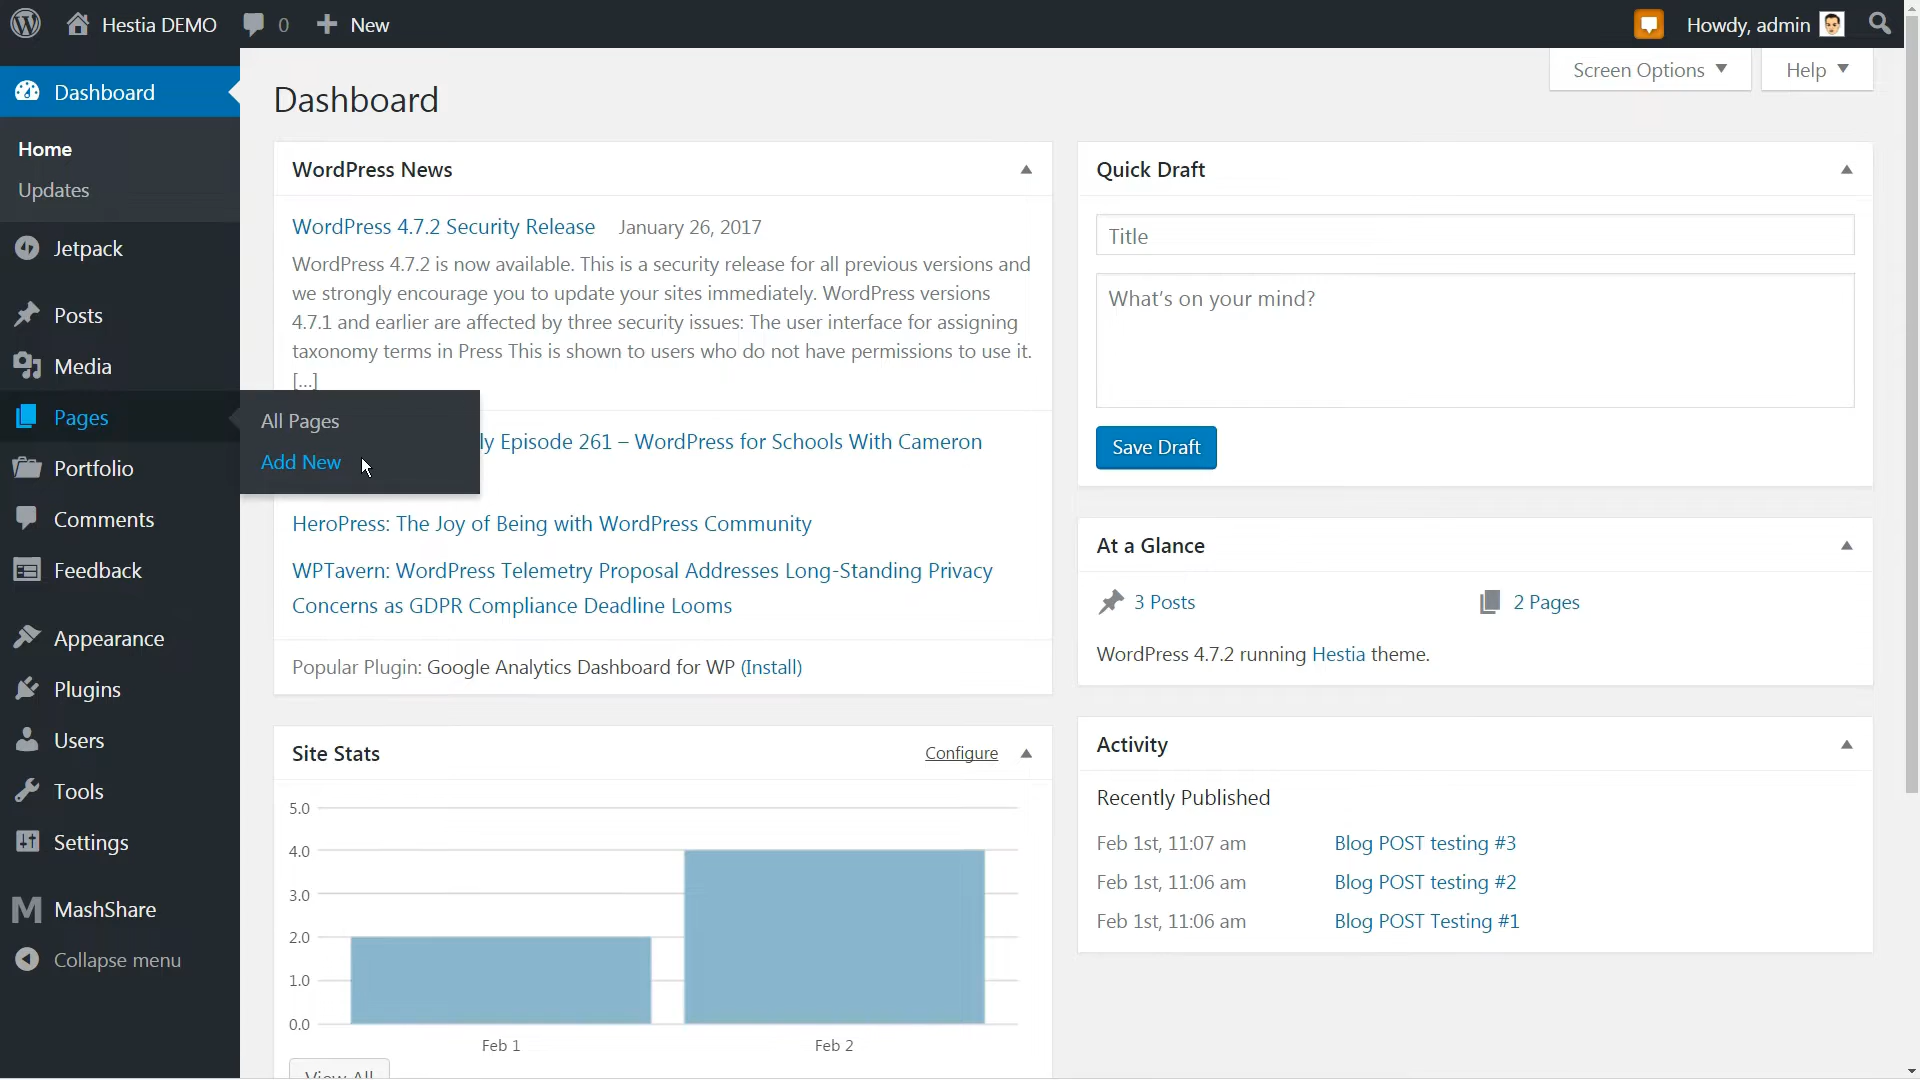 Hestia DEMO 0 New Howdy, admin
Screen Options Help
Dashboard
Home
Updates
Jetpack
Posts
Media
Pages
All Pages
Add New
Portfolio
Comments
Feedback
Appearance
Plugins
Users
Tools
Settings
MashShare
Collapse menu
Dashboard
WordPress News
WordPress 4.7.2 Security Release January 26, 2017
WordPress 4.7.2 is now available. This is a security release for all previous versions and
we strongly encourage you to update your sites immediately. WordPress versions
4.7.1 and earlier are affected by three security issues: The user interface for assigning
taxonomy terms in Press This is shown to users who do not have permissions to use it.
[…]
ly Episode 261 – WordPress for Schools With Cameron
HeroPress: The Joy of Being with WordPress Community
WPTavern: WordPress Telemetry Proposal Addresses Long-Standing Privacy
Concerns as GDPR Compliance Deadline Looms
Popular Plugin: Google Analytics Dashboard for WP (Install)
Site Stats Configure
5.0
4.0
3.0
2.0
1.0
0.0
Feb 1 Feb 2
View All
Quick Draft
Title
What's on your mind?
Save Draft
At a Glance
3 Posts 2 Pages
WordPress 4.7.2 running Hestia theme.
Activity
Recently Published
Feb 1st, 11:07 am Blog POST testing #3
Feb 1st, 11:06 am Blog POST testing #2
Feb 1st, 11:06 am Blog POST Testing #1